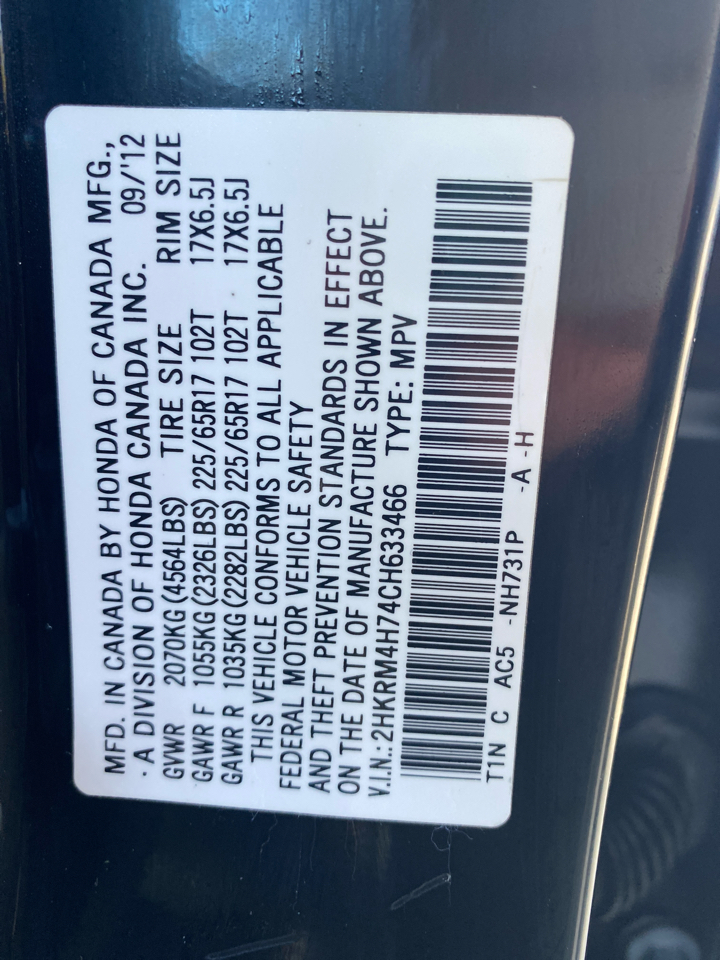 MFD. IN CANADA BY HONDA OF CANADA MFG.,
· A DIVISION OF HONDA CANADA INC. 09/'12
GVWR 2070KG (4564LBS) TIRE SIZE RIM SIZE
GAWR F 1055KG (2326LBS) 225/65R17 102T 17X6.5J
GAWR R 1035KG (2282LBS) 225/65R17 102T 17X6.5J
THIS VEHICLE CONFORMS TO ALL APPLICABLE
FEDERAL MOTOR VEHICLE SAFETY
AND THEFT PREVENTION STANDARDS IN EFFECT
ON THE DATE OF MANUFACTURE SHOWN ABOVE.
V.I.N.:2HKRM4H74CH633466 TYPE: MPV
T1N C AC5 -NH731P -A -H